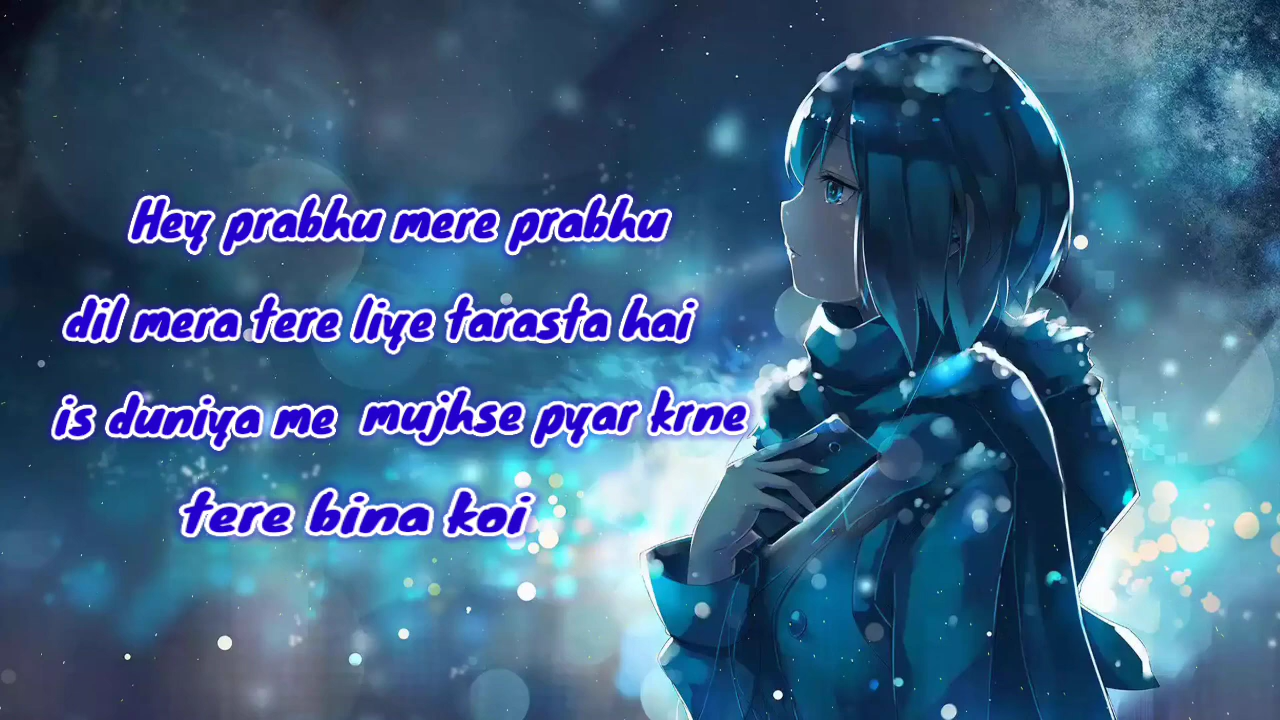 Hey prabhu mere prabhu
dil mera tere liye tarasta hai
is duniya me mujhse pyar krne
tere bina koi